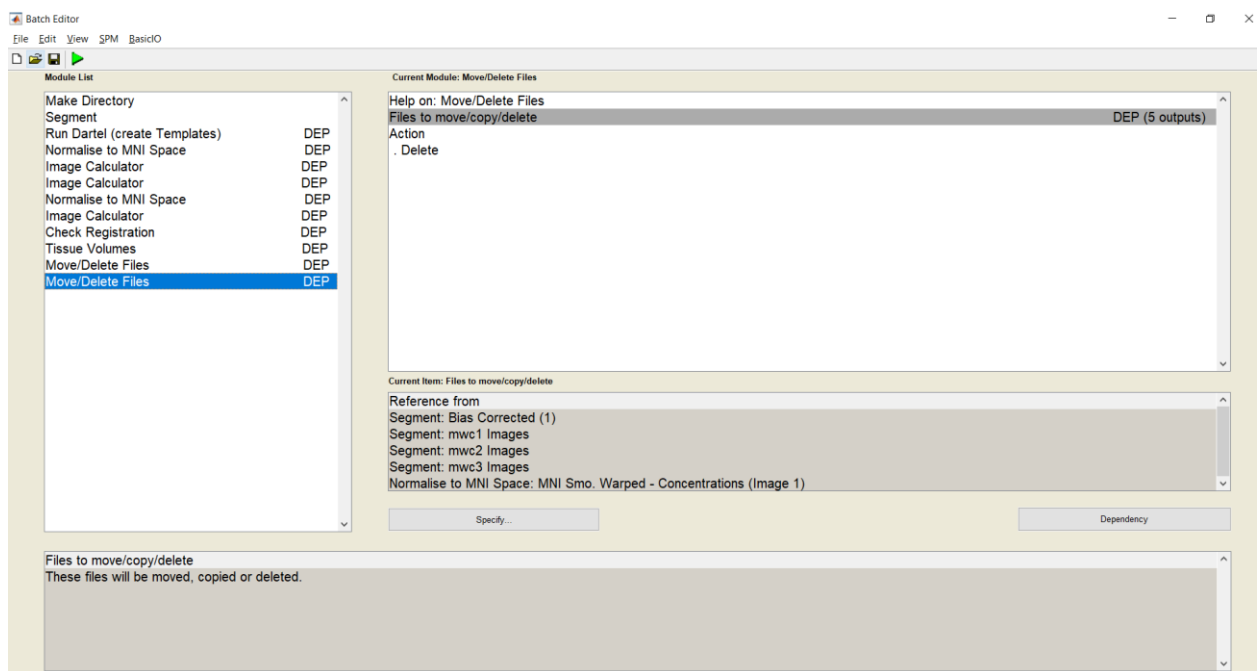 Batch Editor
File Edit View SPM BasicIO
Module List
Make Directory
Segment
Run Dartel (create Templates) DEP
Normalise to MNI Space DEP
Image Calculator DEP
Image Calculator DEP
Normalise to MNI Space DEP
Image Calculator DEP
Check Registration DEP
Tissue Volumes DEP
Move/Delete Files DEP
Move/Delete Files DEP
Current Module: Move/Delete Files
Help on: Move/Delete Files
Files to move/copy/delete DEP (5 outputs)
Action
. Delete
Current Item: Files to move/copy/delete
Reference from
Segment: Bias Corrected (1)
Segment: mwc1 Images
Segment: mwc2 Images
Segment: mwc3 Images
Normalise to MNI Space: MNI Smo. Warped - Concentrations (Image 1)
Specify... Dependency
Files to move/copy/delete
These files will be moved, copied or deleted.